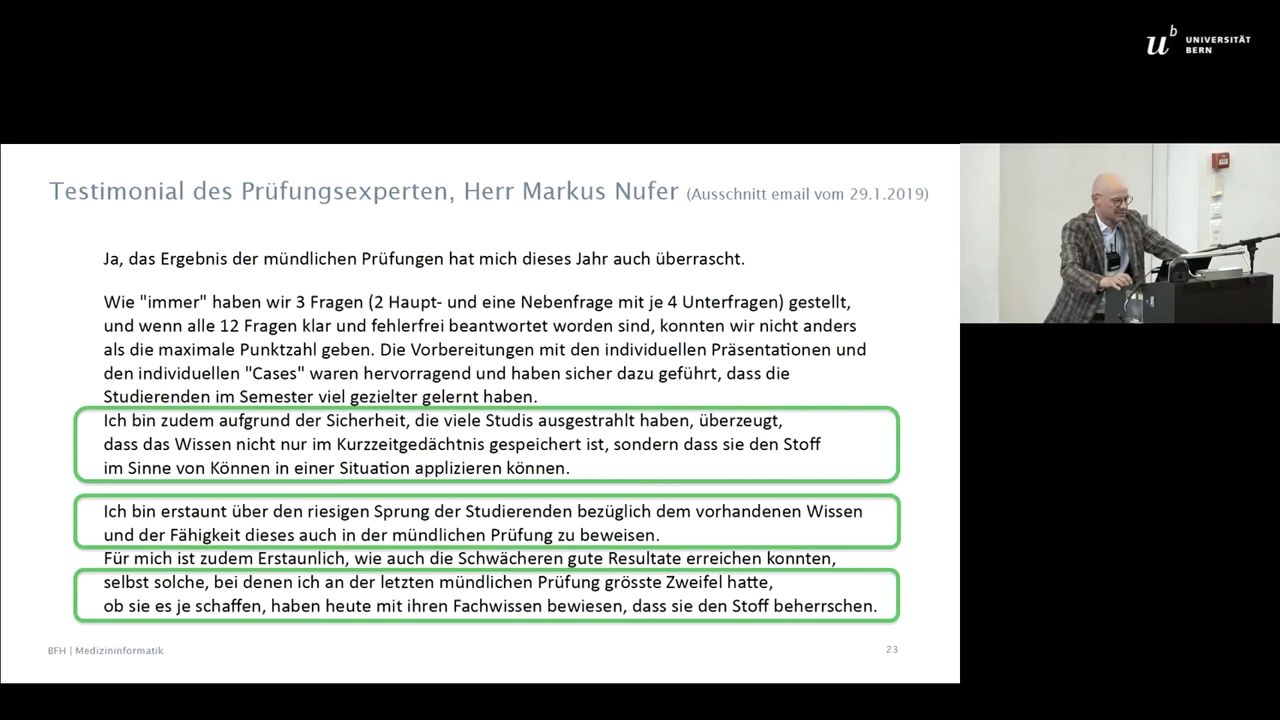 u^b UNIVERSITÄT
BERN
Testimonial des Prüfungsexperten, Herr Markus Nufer (Ausschnitt email vom 29.1.2019)
Ja, das Ergebnis der mündlichen Prüfungen hat mich dieses Jahr auch überrascht.
Wie "immer" haben wir 3 Fragen (2 Haupt- und eine Nebenfrage mit je 4 Unterfragen) gestellt,
und wenn alle 12 Fragen klar und fehlerfrei beantwortet worden sind, konnten wir nicht anders
als die maximale Punktzahl geben. Die Vorbereitungen mit den individuellen Präsentationen und
den individuellen "Cases" waren hervorragend und haben sicher dazu geführt, dass die
Studierenden im Semester viel gezielter gelernt haben.
Ich bin zudem aufgrund der Sicherheit, die viele Studis ausgestrahlt haben, überzeugt,
dass das Wissen nicht nur im Kurzzeitgedächtnis gespeichert ist, sondern dass sie den Stoff
im Sinne von Können in einer Situation applizieren können.
Ich bin erstaunt über den riesigen Sprung der Studierenden bezüglich dem vorhandenen Wissen
und der Fähigkeit dieses auch in der mündlichen Prüfung zu beweisen.
Für mich ist zudem Erstaunlich, wie auch die Schwächeren gute Resultate erreichen konnten,
selbst solche, bei denen ich an der letzten mündlichen Prüfung grösste Zweifel hatte,
ob sie es je schaffen, haben heute mit ihren Fachwissen bewiesen, dass sie den Stoff beherrschen.
BFH | Medizininformatik
23